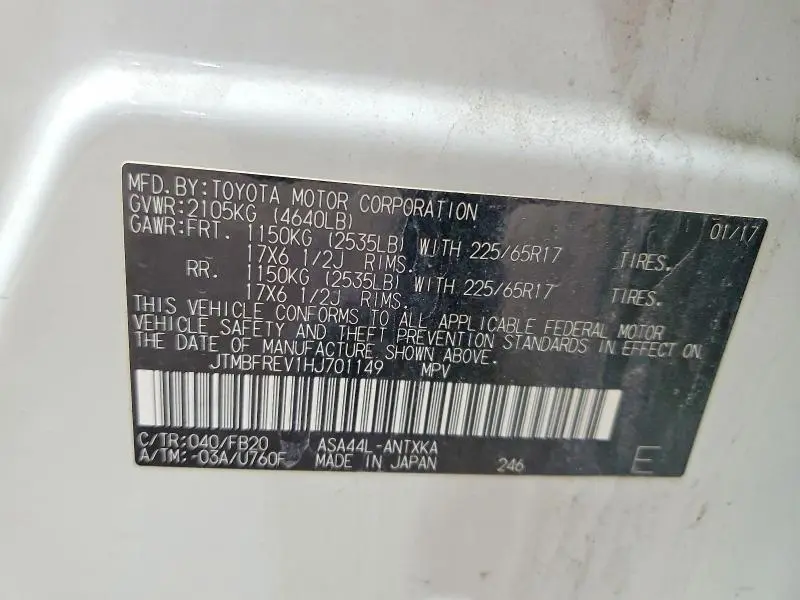 MFD.BY:TOYOTA MOTOR CORPORATION 01/17
GVWR:2105KG (4640LB)
GAWR:FRT. 1150KG (2535LB) WITH 225/65R17 TIRES.
17X6 1/2J RIMS.
RR. 1150KG (2535LB) WITH 225/65R17 TIRES.
17X6 1/2J RIMS.
THIS VEHICLE CONFORMS TO ALL APPLICABLE FEDERAL MOTOR
VEHICLE SAFETY AND THEFT PREVENTION STANDARDS IN EFFECT ON
THE DATE OF MANUFACTURE SHOWN ABOVE.
JTMBFREV1HJ701149 MPV
C/TR:040/FB20 ASA44L-ANTXKA
A/TM:-03A/U760F MADE IN JAPAN 246 E